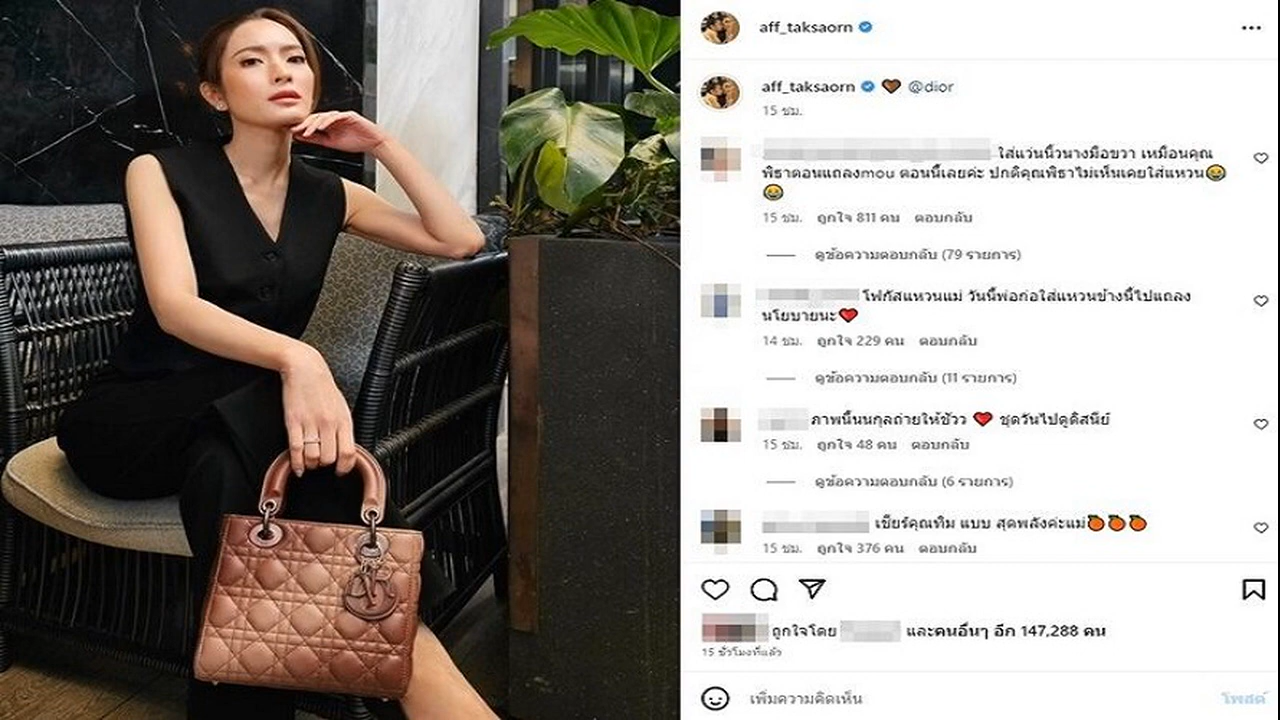 aff_taksaorn
aff_taksaorn 🤎 @dior
15 ชม.
ใส่แว่นนิ้วนางมือขวา เหมือนคุณ
พิธาตอนแถลงmou ตอนนี้เลยค่ะ ปกติคุณพิธาไม่เห็นเคยใส่แหวน😂
😂
15 ชม. ถูกใจ 811 คน ตอบกลับ
ดูข้อความตอบกลับ (79 รายการ)
โฟกัสแหวนแม่ วันนี้พ่อก่อใส่แหวนข้างนี้ไปแถลง
นโยบายนะ❤️
14 ชม. ถูกใจ 229 คน ตอบกลับ
ดูข้อความตอบกลับ (11 รายการ)
ภาพนี้นนกุลถ่ายให้ชัวว ❤️ ชุดวันไปดูดิสนีย์
15 ชม. ถูกใจ 48 คน ตอบกลับ
ดูข้อความตอบกลับ (6 รายการ)
เชียร์คุณทิม แบบ สุดพลังค่ะแม่🍊🍊🍊
15 ชม. ถูกใจ 376 คน ตอบกลับ
ถูกใจโดย และคนอื่นๆ อีก 147,288 คน
15 ชั่วโมงที่แล้ว
เพิ่มความคิดเห็น
โพสต์